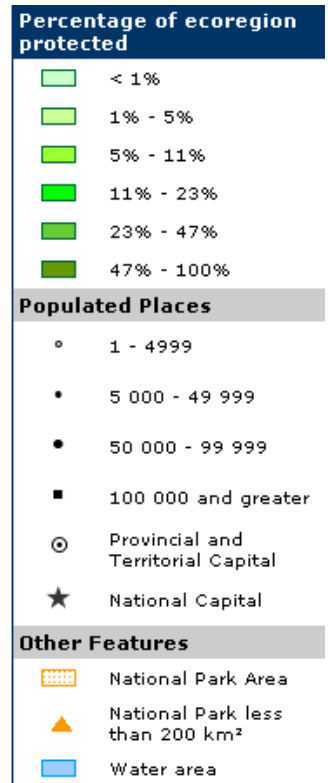 Percentage of ecoregion
protected
< 1%
1% - 5%
5% - 11%
11% - 23%
23% - 47%
47% - 100%
Populated Places
1 - 4999
5 000 - 49 999
50 000 - 99 999
100 000 and greater
Provincial and
Territorial Capital
National Capital
Other Features
National Park Area
National Park less
than 200 km²
Water area